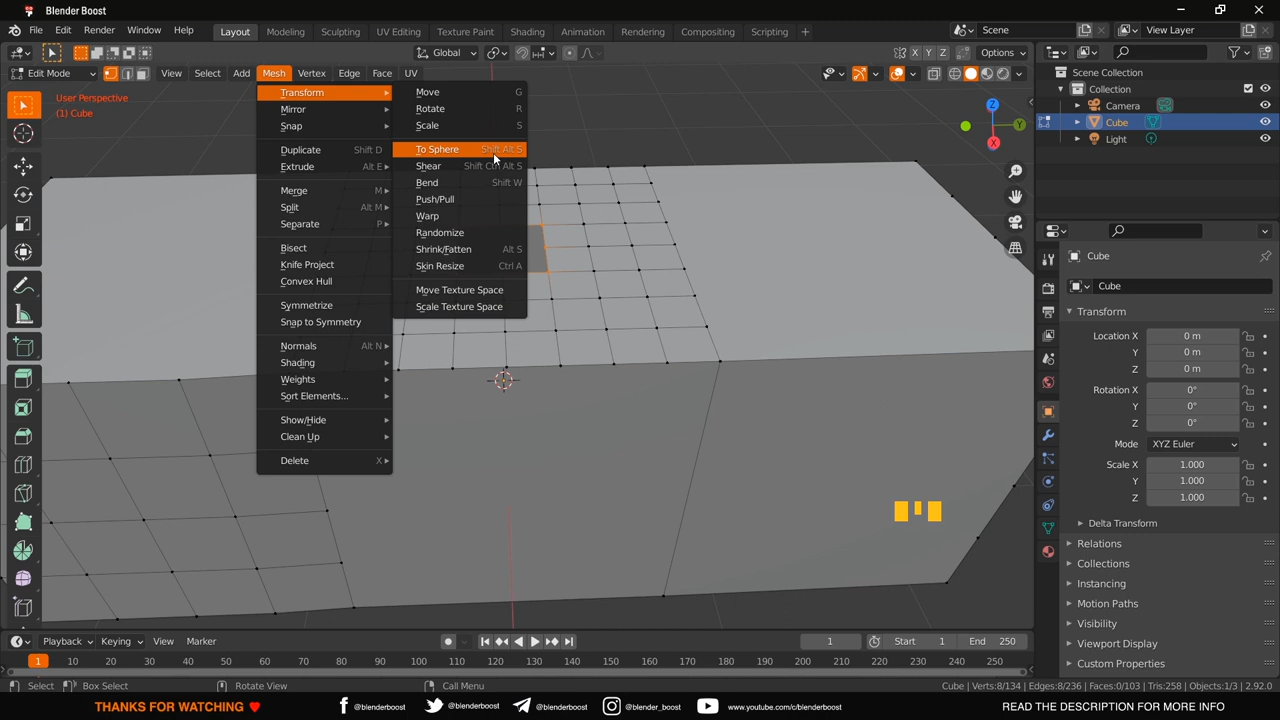 Blender Boost
File Edit Render Window Help
Layout Modeling Sculpting UV Editing Texture Paint Shading Animation Rendering Compositing Scripting +
Scene
View Layer
Global
X Y Z
Options
Edit Mode
View Select Add Mesh Vertex Edge Face UV
User Perspective
(1) Cube
Transform
Mirror
Snap
Duplicate Shift D
Extrude Alt E
Merge M
Split Alt M
Separate P
Bisect
Knife Project
Convex Hull
Symmetrize
Snap to Symmetry
Normals Alt N
Shading
Weights
Sort Elements...
Show/Hide
Clean Up
Delete X
Move G
Rotate R
Scale S
To Sphere Shift Alt S
Shear Shift Ctrl Alt S
Bend Shift W
Push/Pull
Warp
Randomize
Shrink/Fatten Alt S
Skin Resize Ctrl A
Move Texture Space
Scale Texture Space
Z
Y
X
Scene Collection
Collection
Camera
Cube
Light
Cube
Cube
Transform
Location X 0 m
Y 0 m
Z 0 m
Rotation X 0°
Y 0°
Z 0°
Mode XYZ Euler
Scale X 1.000
Y 1.000
Z 1.000
Delta Transform
Relations
Collections
Instancing
Motion Paths
Visibility
Viewport Display
Custom Properties
Playback Keying View Marker
1 Start 1 End 250
1 10 20 30 40 50 60 70 80 90 100 110 120 130 140 150 160 170 180 190 200 210 220 230 240 250
Select Box Select Rotate View Call Menu
Cube | Verts:8/134 | Edges:8/236 | Faces:0/103 | Tris:258 | Objects:1/3 | 2.92.0
THANKS FOR WATCHING
@blenderboost
@blenderboost
@blenderboost
@blender_boost
www.youtube.com/c/blenderboost
READ THE DESCRIPTION FOR MORE INFO